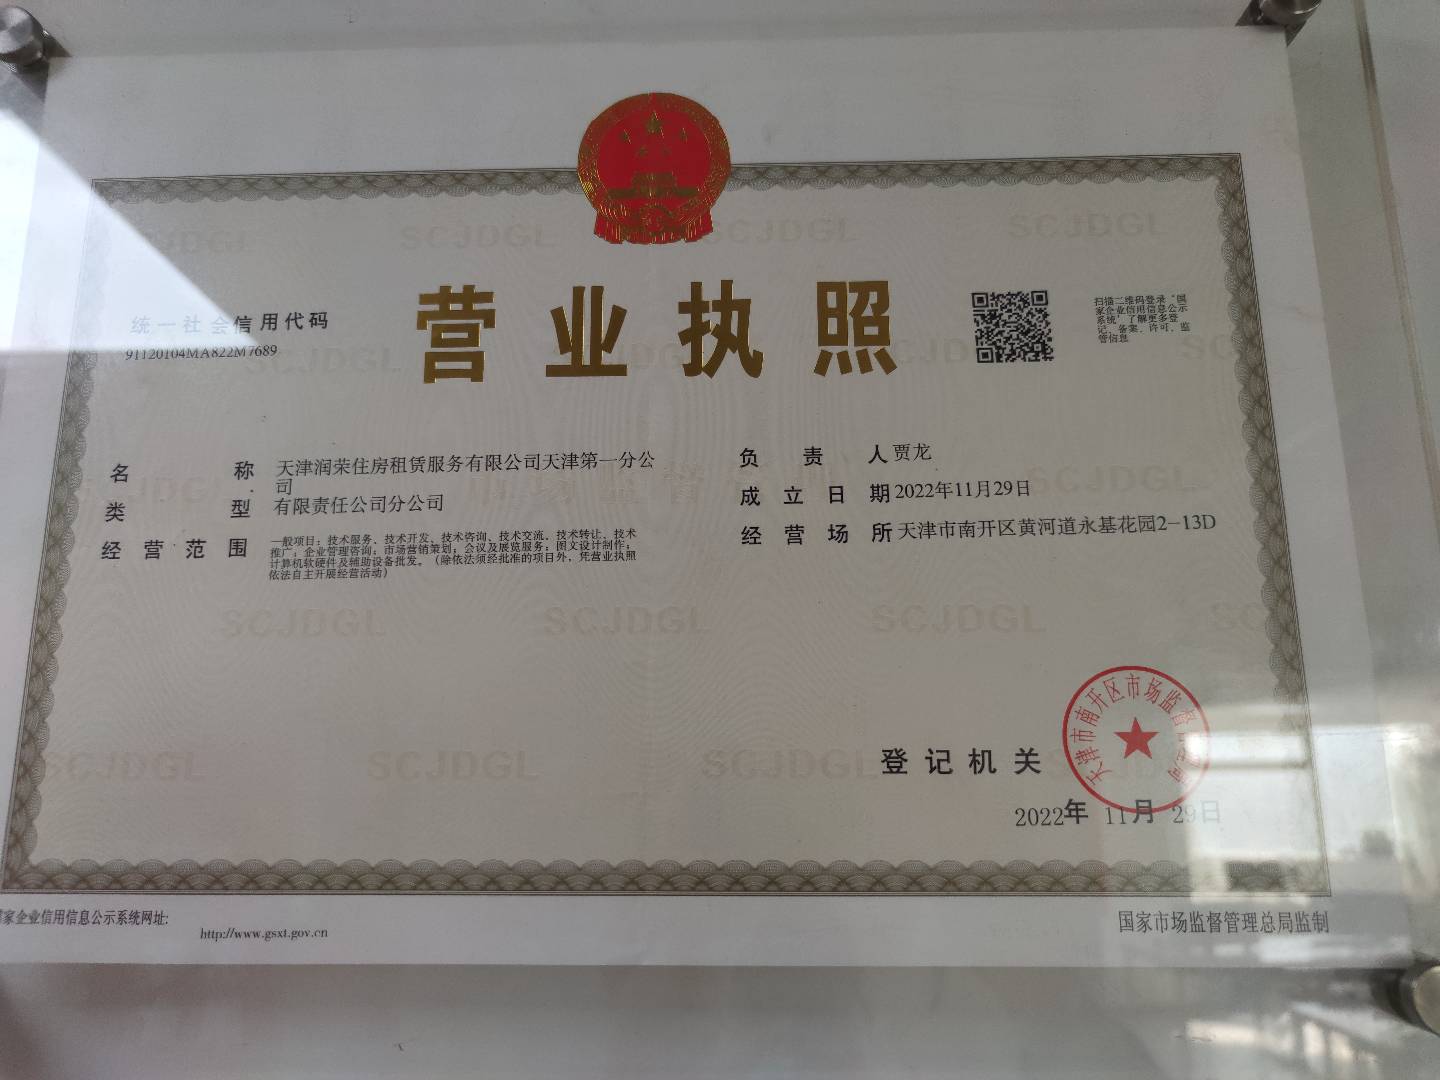 营业执照
统一社会信用代码
91120104MA822M7689
扫描二维码登录“国
家企业信用信息公示
系统”了解更多登
记、备案、许可、监
管信息
名 称 天津润荣住房租赁服务有限公司天津第一分公
司
类 型 有限责任公司分公司
经营范围 一般项目:技术服务、技术开发、技术咨询、技术交流、技术转让、技术
推广;企业管理咨询;市场营销策划;会议及展览服务;图文设计制作;
计算机软硬件及辅助设备批发。(除依法须经批准的项目外,凭营业执照
依法自主开展经营活动)
负责人 贾龙
成立日期 2022年11月29日
经营场所 天津市南开区黄河道永基花园2-13D
登记机关
天津市南开区市场监督管理局
2022年 11月 29日
国家企业信用信息公示系统网址:
http://www.gsxt.gov.cn
国家市场监督管理总局监制
SCJDGL